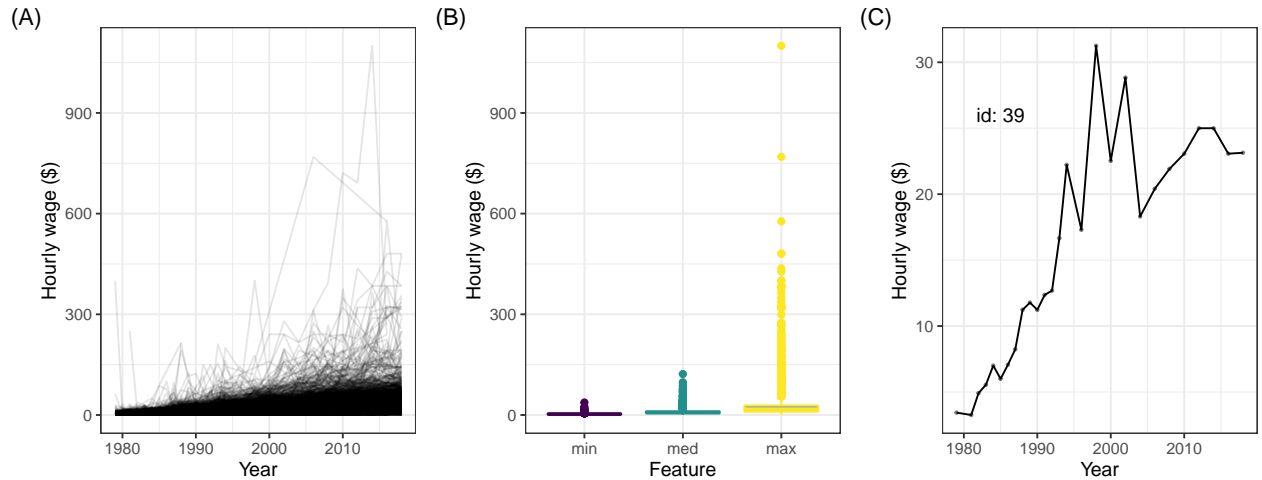 (A)
Hourly wage ($)
900
600
300
0
1980 1990 2000 2010
Year
(B)
Hourly wage ($)
900
600
300
0
min med max
Feature
(C)
Hourly wage ($)
30
20
10
id: 39
1980 1990 2000 2010
Year